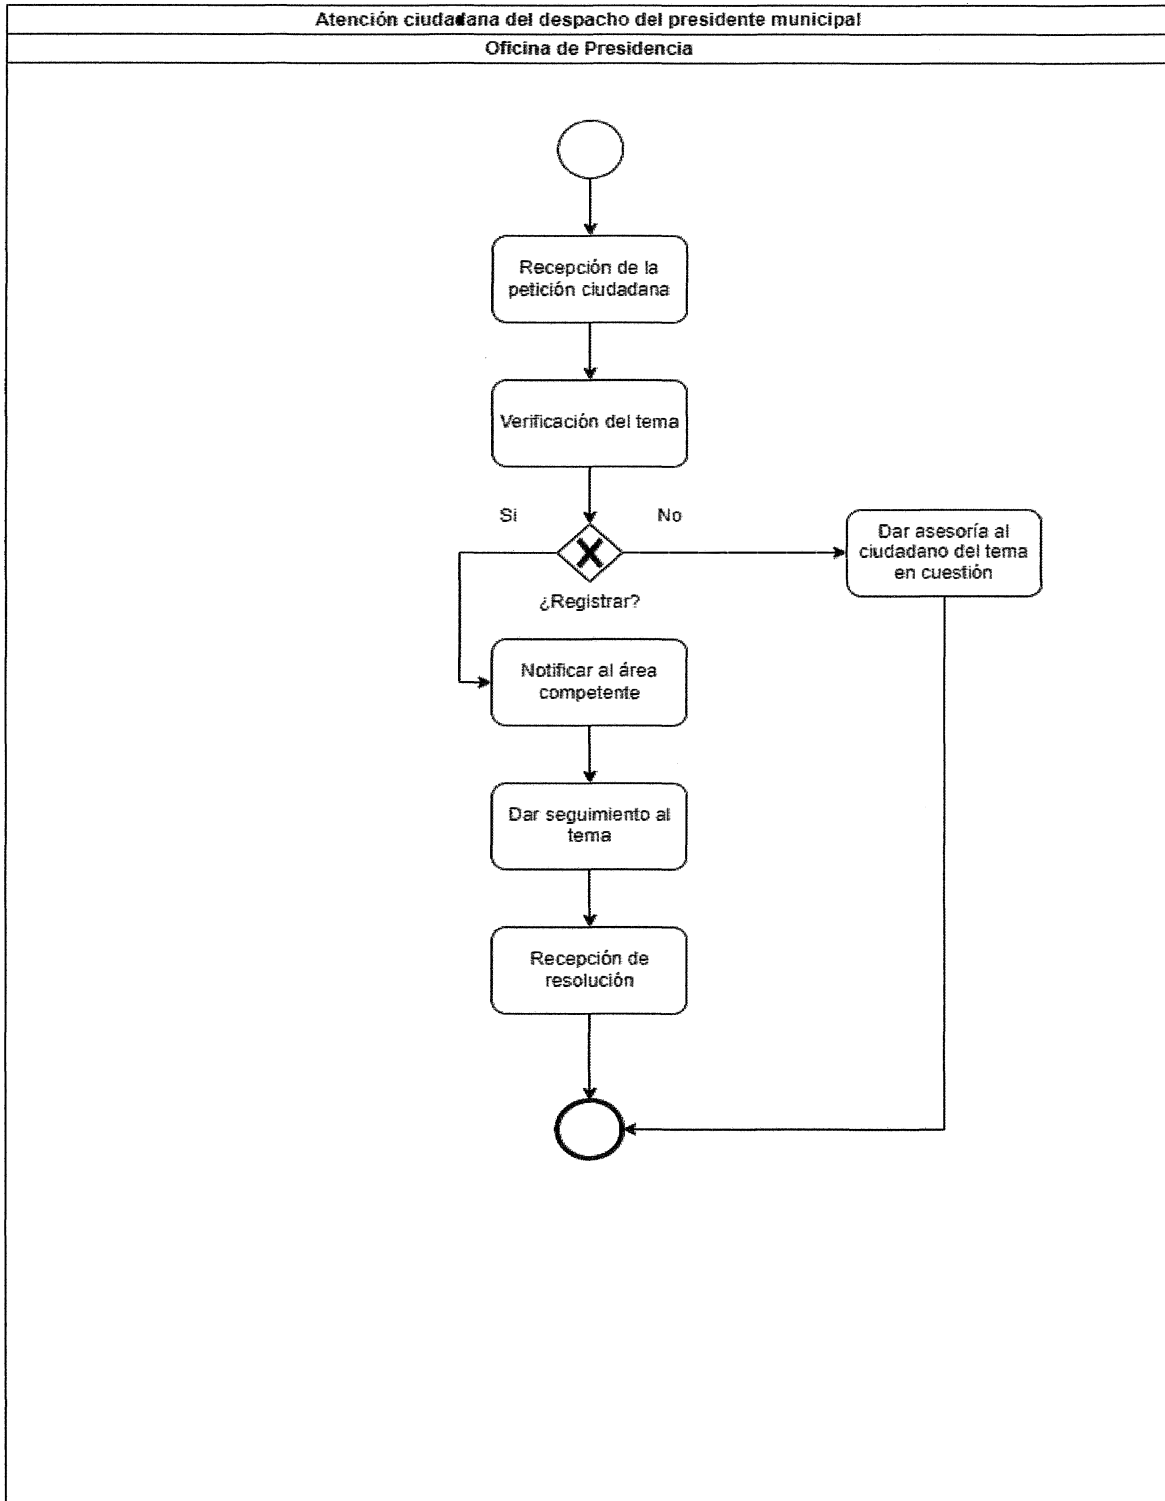 Atención ciudadana del despacho del presidente municipal
Oficina de Presidencia
Recepción de la
petición ciudadana
Verificación del tema
Si
No
¿Registrar?
Dar asesoría al
ciudadano del tema
en cuestión
Notificar al área
competente
Dar seguimiento al
tema
Recepción de
resolución